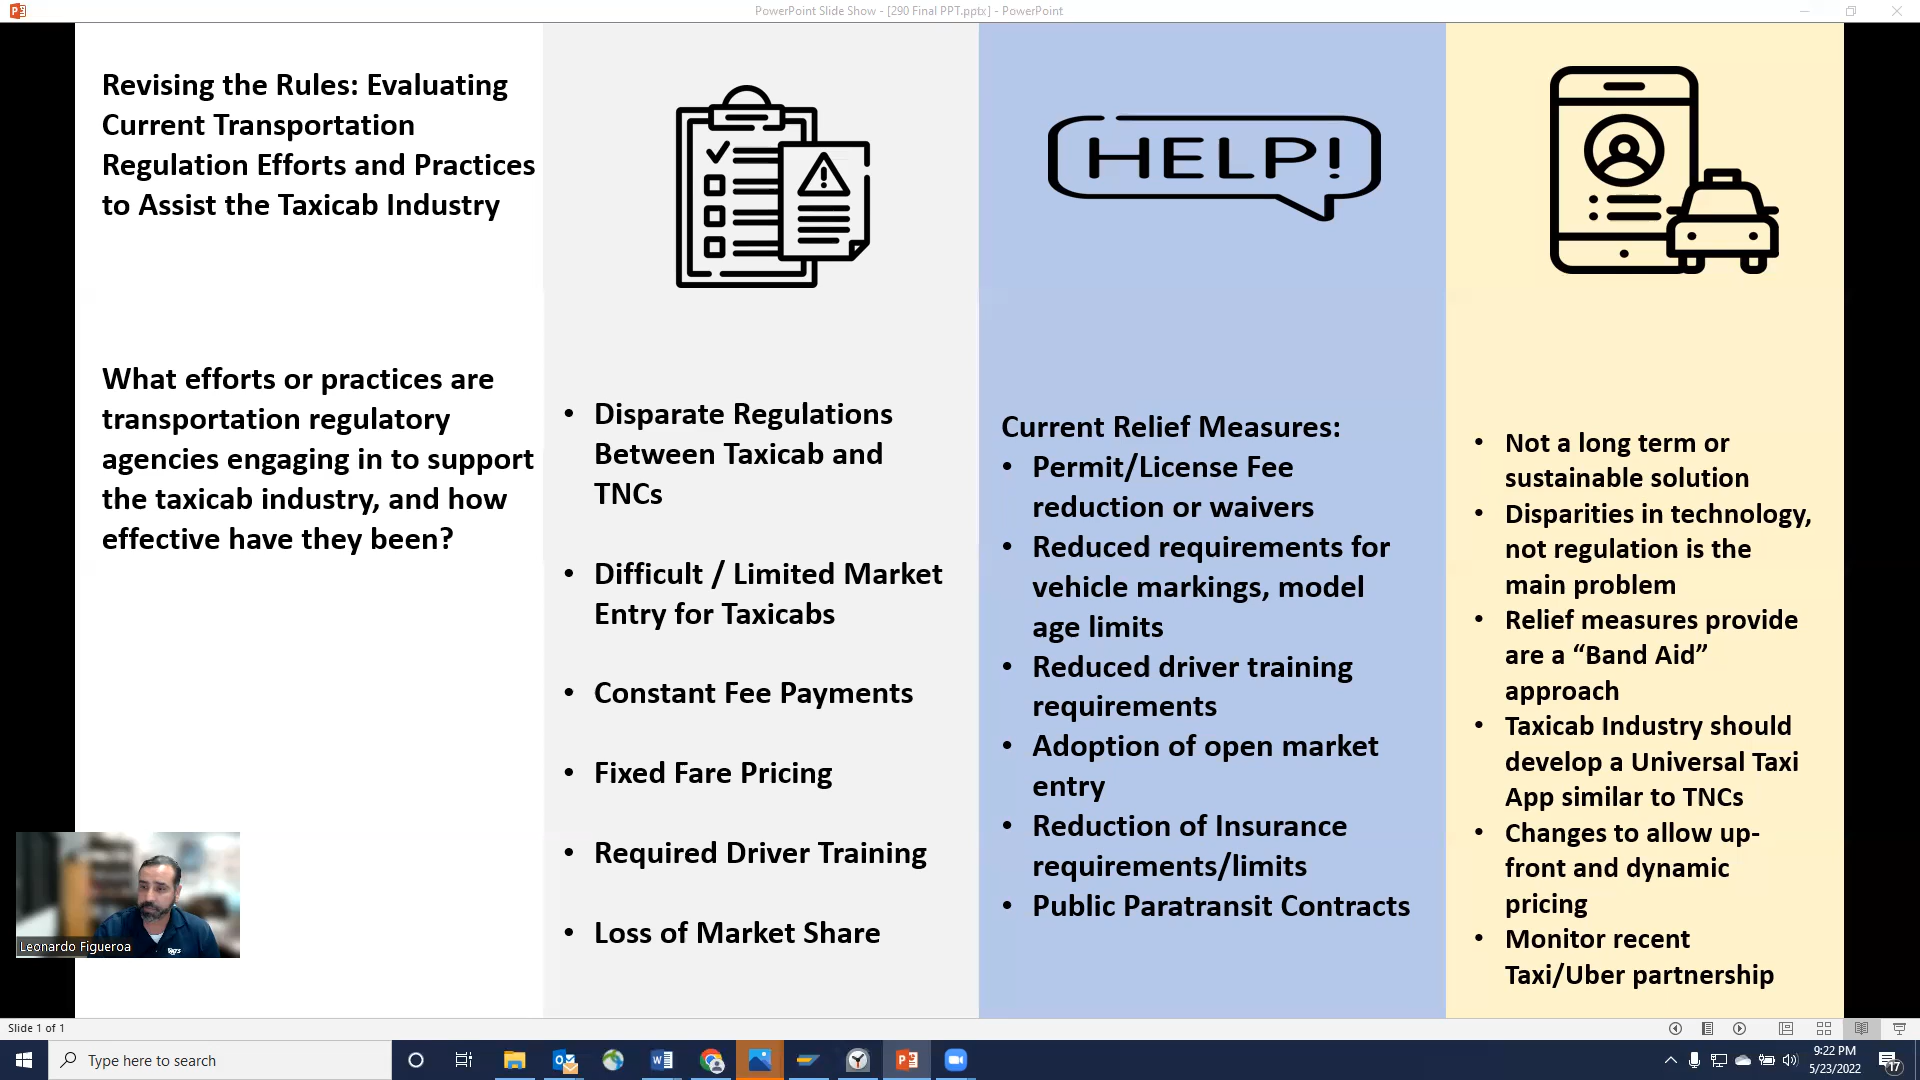 PowerPoint Slide Show - [290 Final PPT.pptx] - PowerPoint
Revising the Rules: Evaluating
Current Transportation
Regulation Efforts and Practices
to Assist the Taxicab Industry
What efforts or practices are
transportation regulatory
agencies engaging in to support
the taxicab industry, and how
effective have they been?
• Disparate Regulations
Between Taxicab and
TNCs
• Difficult / Limited Market
Entry for Taxicabs
• Constant Fee Payments
• Fixed Fare Pricing
• Required Driver Training
• Loss of Market Share
HELP!
Current Relief Measures:
• Permit/License Fee
reduction or waivers
• Reduced requirements for
vehicle markings, model
age limits
• Reduced driver training
requirements
• Adoption of open market
entry
• Reduction of Insurance
requirements/limits
• Public Paratransit Contracts
• Not a long term or
sustainable solution
• Disparities in technology,
not regulation is the
main problem
• Relief measures provide
are a “Band Aid”
approach
• Taxicab Industry should
develop a Universal Taxi
App similar to TNCs
• Changes to allow up-
front and dynamic
pricing
• Monitor recent
Taxi/Uber partnership
Leonardo Figueroa
Slide 1 of 1
Type here to search
9:22 PM
5/23/2022
17